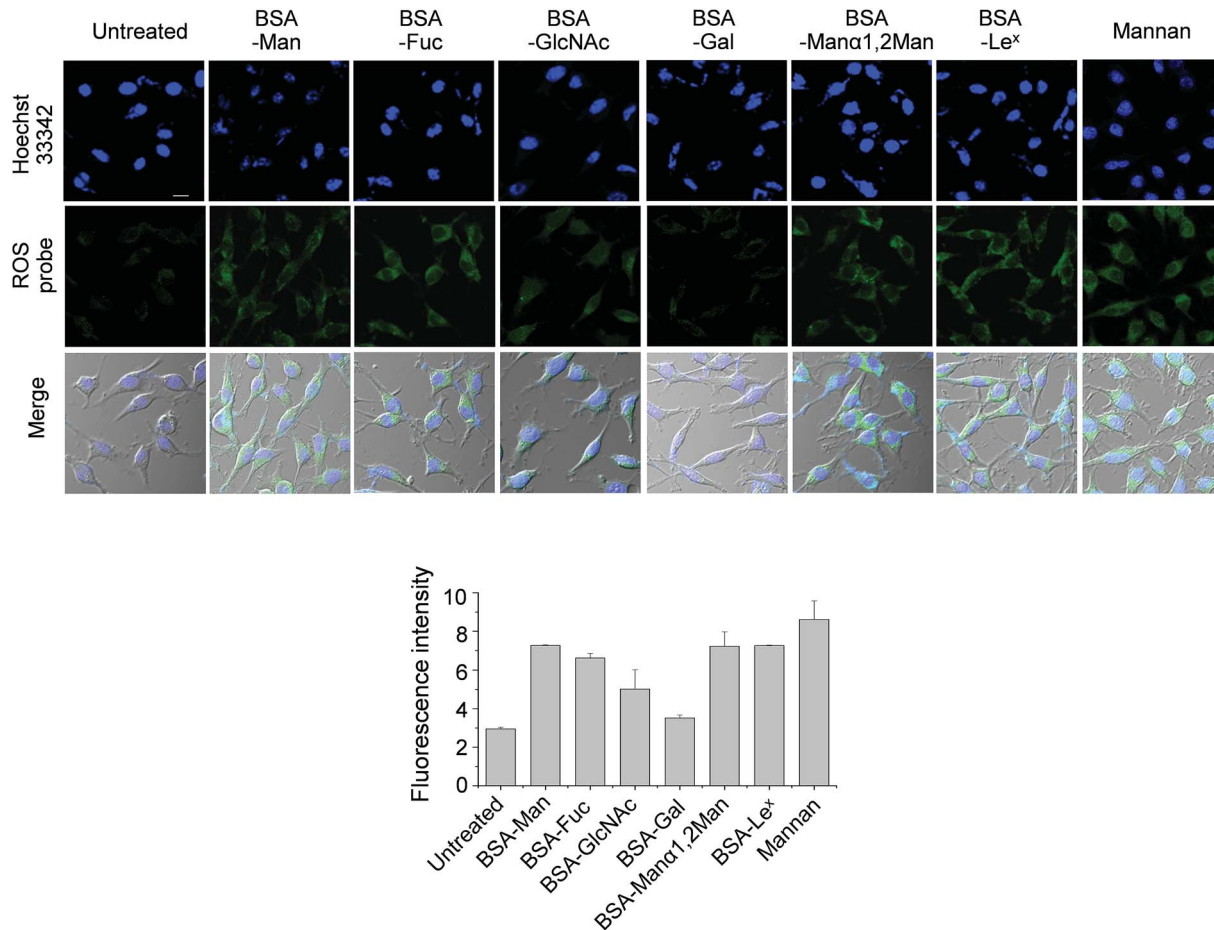 Untreated
BSA
-Man
BSA
-Fuc
BSA
-GlcNAc
BSA
-Gal
BSA
-Manα1,2Man
BSA
-Leˣ
Mannan
Hoechst
33342
ROS
probe
Merge
Fluorescence intensity
10
8
6
4
2
0
Untreated
BSA-Man
BSA-Fuc
BSA-GlcNAc
BSA-Gal
BSA-Manα1,2Man
BSA-Leˣ
Mannan